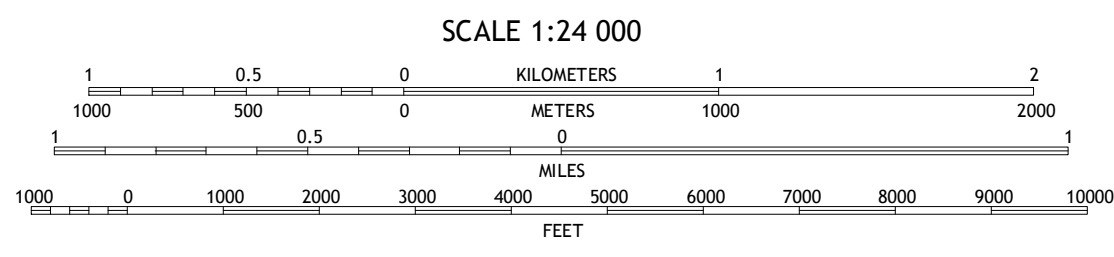 SCALE 1:24 000
1 0.5 0 KILOMETERS 1 2
1000 500 0 METERS 1000 2000
1 0.5 0 1
MILES
1000 0 1000 2000 3000 4000 5000 6000 7000 8000 9000 10000
FEET